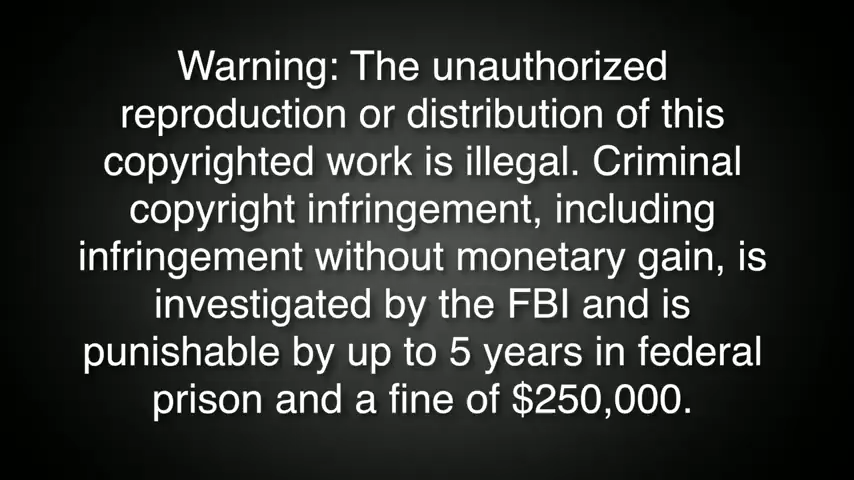 Warning: The unauthorized
reproduction or distribution of this
copyrighted work is illegal. Criminal
copyright infringement, including
infringement without monetary gain, is
investigated by the FBI and is
punishable by up to 5 years in federal
prison and a fine of $250,000.